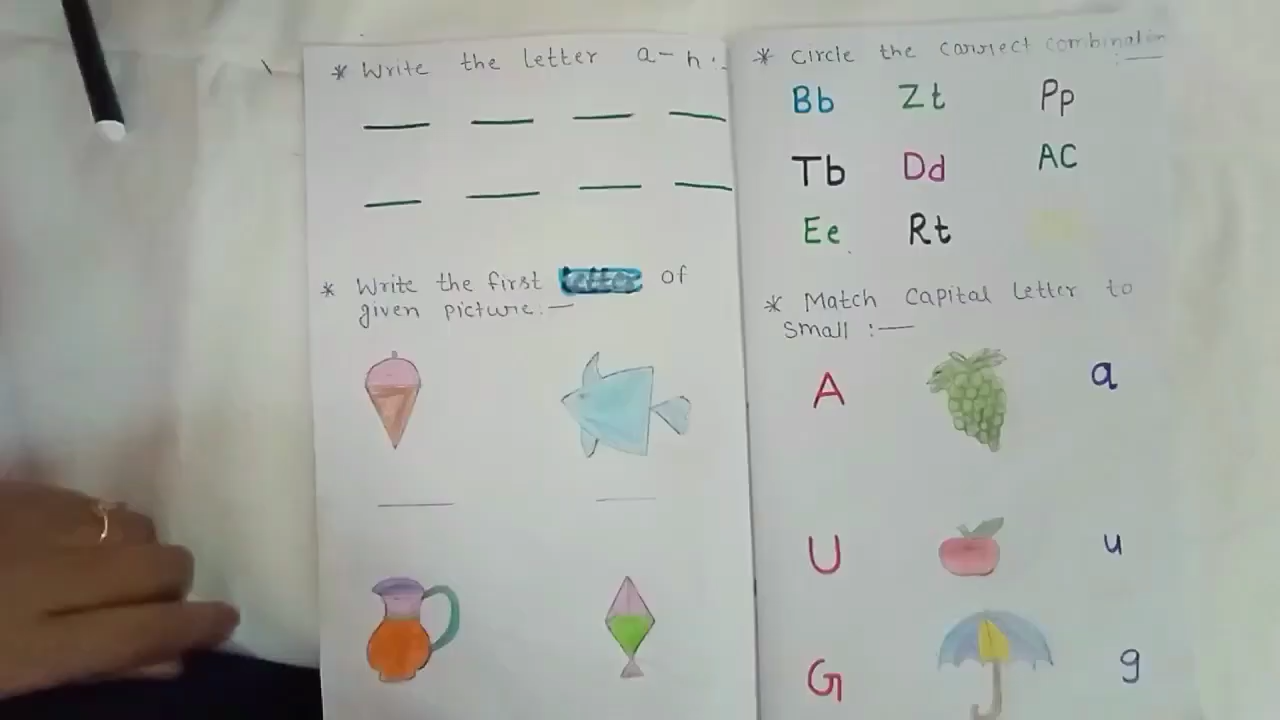 * Write the letter a - h :-
* Write the first letter of
given picture :-
* Circle the correct combination :-
Bb Zt Pp
Tb Dd AC
Ee Rt
* Match Capital letter to
small :-
A a
U u
G g